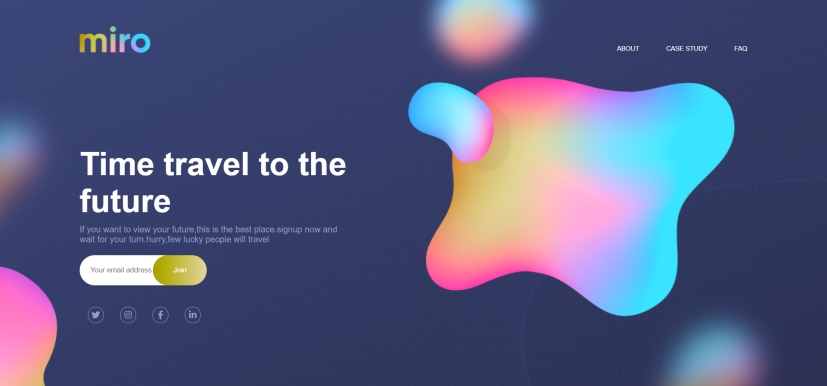 miro
ABOUT CASE STUDY FAQ
Time travel to the
future
If you want to view your future,this is the best place.signup now and
wait for your turn.hurry,few lucky people will travel
Your email address Join